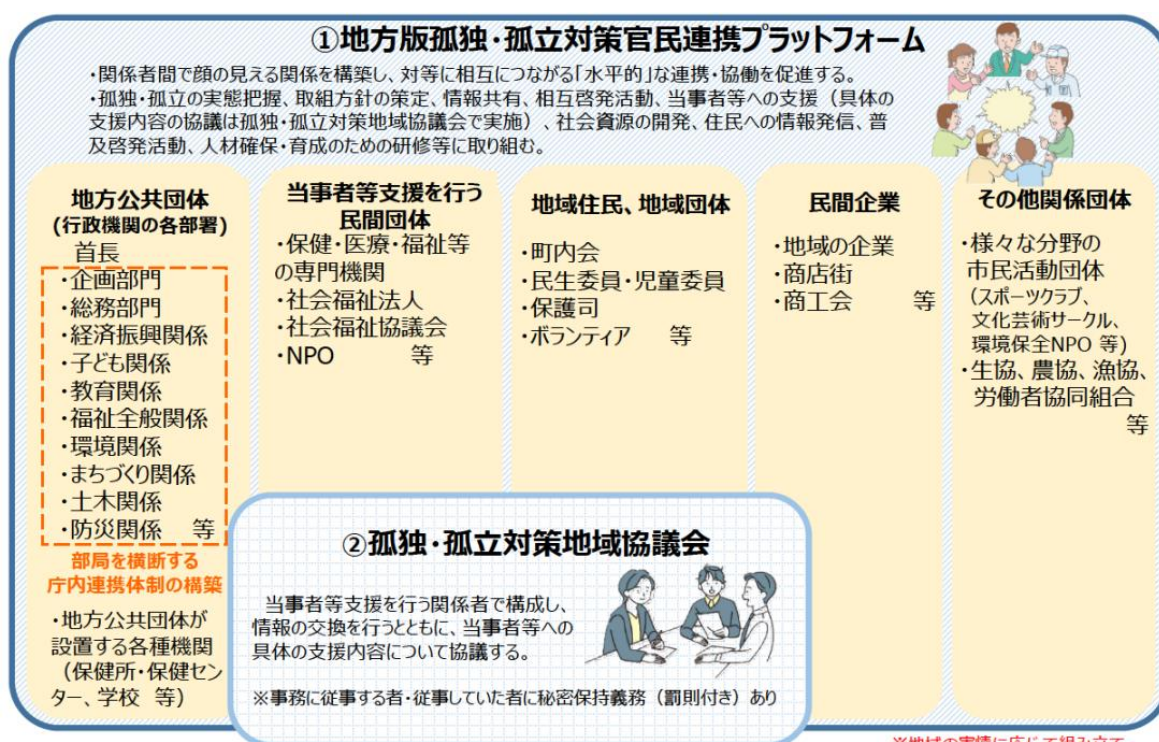 ①地方版孤独・孤立対策官民連携プラットフォーム
・関係者間で顔の見える関係を構築し、対等に相互につながる「水平的」な連携・協働を促進する。
・孤独・孤立の実態把握、取組方針の策定、情報共有、相互啓発活動、当事者等への支援（具体の
支援内容の協議は孤独・孤立対策地域協議会で実施）、社会資源の開発、住民への情報発信、普
及啓発活動、人材確保・育成のための研修等に取り組む。
地方公共団体
(行政機関の各部署)
首長
・企画部門
・総務部門
・経済振興関係
・子ども関係
・教育関係
・福祉全般関係
・環境関係
・まちづくり関係
・土木関係
・防災関係　等
部局を横断する
庁内連携体制の構築
・地方公共団体が
設置する各種機関
（保健所・保健セン
ター、学校 等）
当事者等支援を行う
民間団体
・保健・医療・福祉等
の専門機関
・社会福祉法人
・社会福祉協議会
・NPO　等
地域住民、地域団体
・町内会
・民生委員・児童委員
・保護司
・ボランティア　等
民間企業
・地域の企業
・商店街
・商工会　等
その他関係団体
・様々な分野の
市民活動団体
（スポーツクラブ、
文化芸術サークル、
環境保全NPO 等）
・生協、農協、漁協、
労働者協同組合
等
②孤独・孤立対策地域協議会
当事者等支援を行う関係者で構成し、
情報の交換を行うとともに、当事者等への
具体の支援内容について協議する。
※事務に従事する者・従事していた者に秘密保持義務（罰則付き）あり
※地域の実情に応じて組み立て